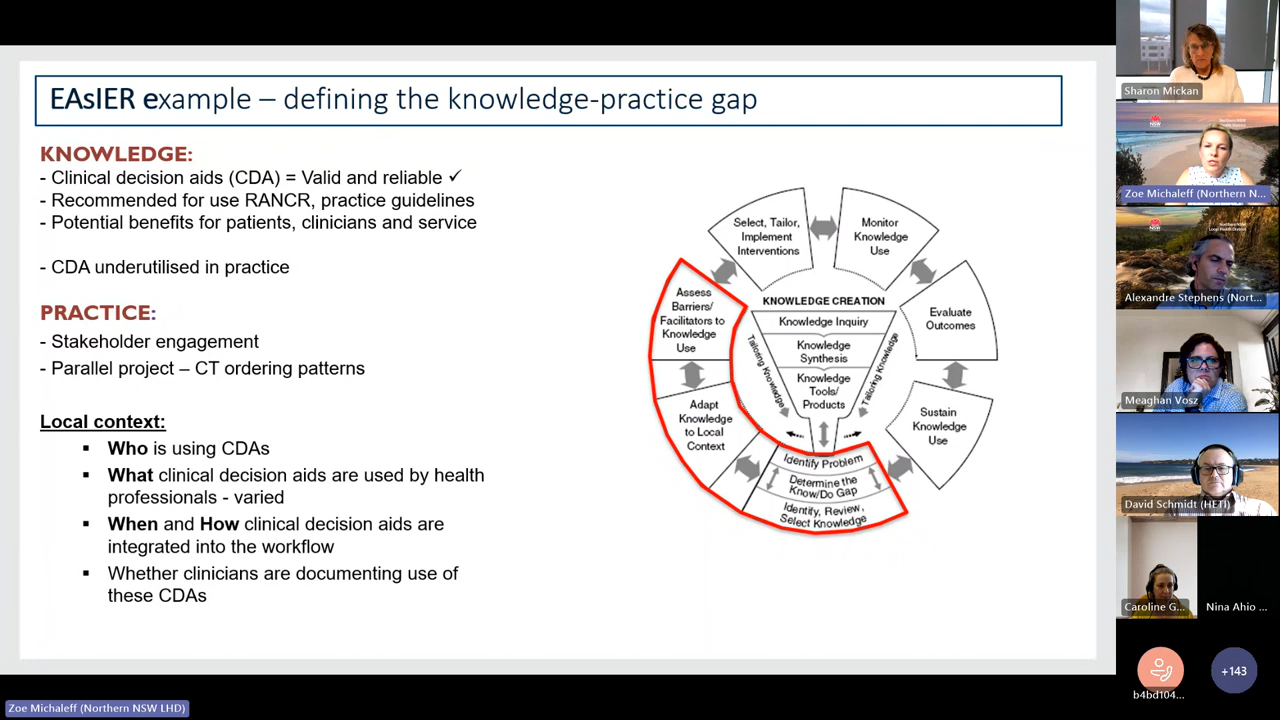 EAsIER example – defining the knowledge-practice gap
KNOWLEDGE:
- Clinical decision aids (CDA) = Valid and reliable ✓
- Recommended for use RANCR, practice guidelines
- Potential benefits for patients, clinicians and service
- CDA underutilised in practice
PRACTICE:
- Stakeholder engagement
- Parallel project – CT ordering patterns
Local context:
▪ Who is using CDAs
▪ What clinical decision aids are used by health
professionals - varied
▪ When and How clinical decision aids are
integrated into the workflow
▪ Whether clinicians are documenting use of
these CDAs
Select, Tailor,
Implement
Interventions
Monitor
Knowledge
Use
Assess
Barriers/
Facilitators to
Knowledge
Use
Evaluate
Outcomes
KNOWLEDGE CREATION
Knowledge Inquiry
Knowledge
Synthesis
Knowledge
Tools/
Products
Tailoring Knowledge
Tailoring Knowledge
Adapt
Knowledge
to Local
Context
Sustain
Knowledge
Use
Identify Problem
Determine the
Know/Do Gap
Identify, Review,
Select Knowledge
Sharon Mickan
Zoe Michaleff (Northern N...
Alexandre Stephens (Nort...
Meaghan Vosz
David Schmidt (HETI)
Caroline G...
Nina Ahio ...
b4bd104...
+143
Zoe Michaleff (Northern NSW LHD)